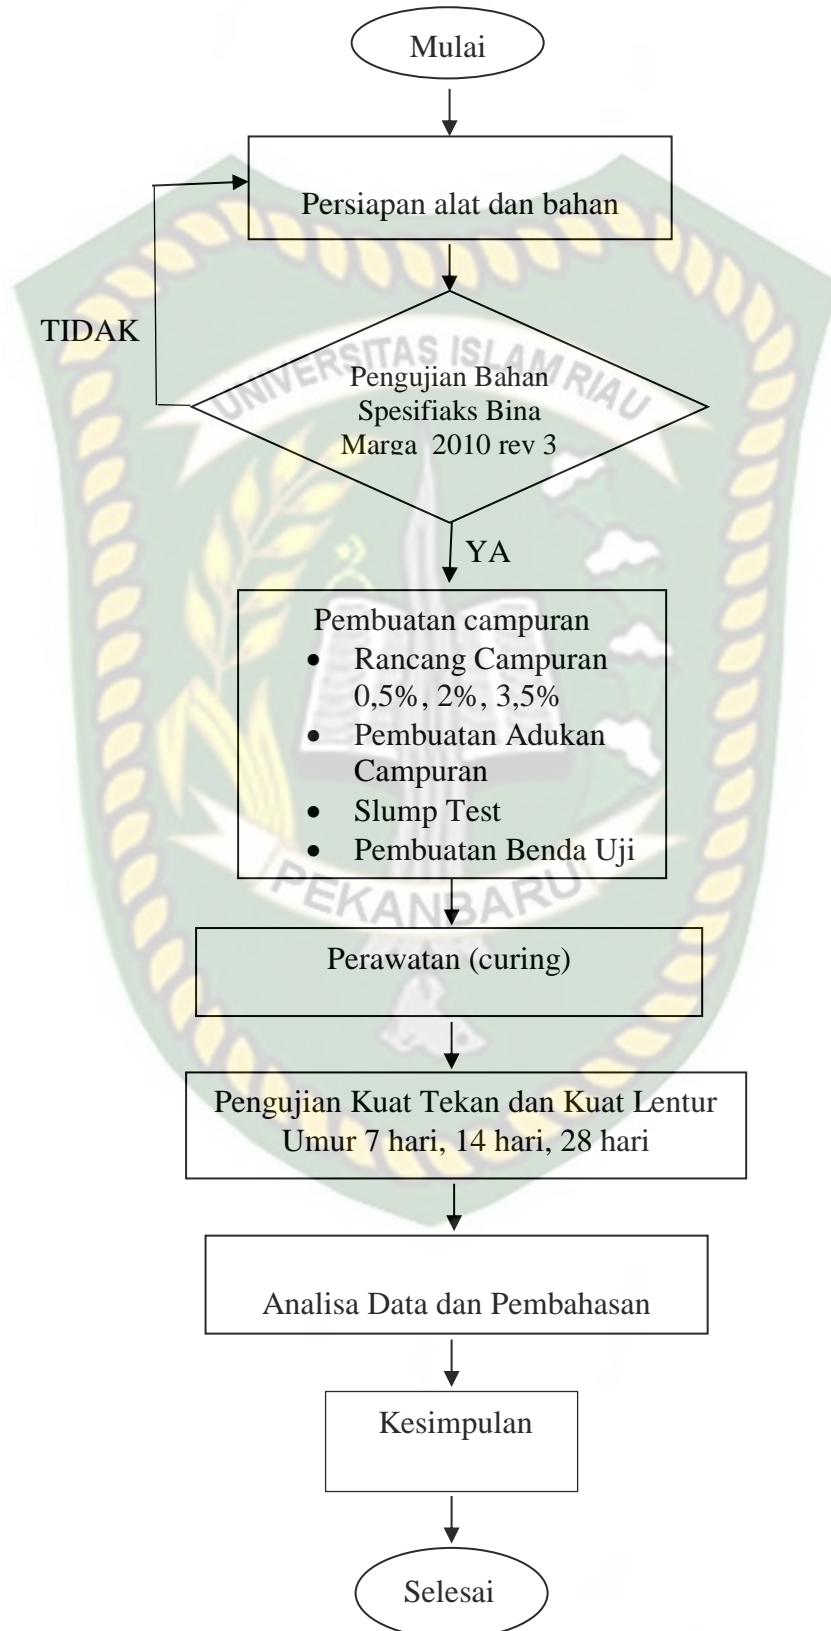 Mulai
Persiapan alat dan bahan
TIDAK
UNIVERSITAS ISLAM RIAU
Pengujian Bahan
Spesifiaks Bina
Marga 2010 rev 3
YA
Pembuatan campuran
• Rancang Campuran
0,5%, 2%, 3,5%
• Pembuatan Adukan
Campuran
• Slump Test
• Pembuatan Benda Uji
PEKANBARU
Perawatan (curing)
Pengujian Kuat Tekan dan Kuat Lentur
Umur 7 hari, 14 hari, 28 hari
Analisa Data dan Pembahasan
Kesimpulan
Selesai